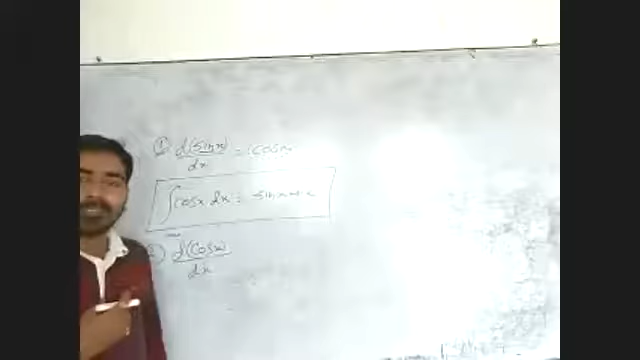 ① d(sinx)/dx = cosx
∫cosx dx = sinx + c
② d(cosx)/dx